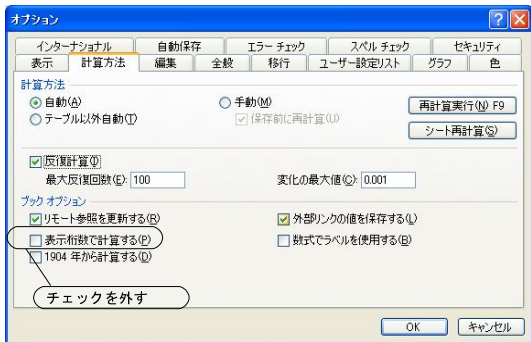 オプション
インターナショナル 自動保存 エラー チェック スペル チェック セキュリティ
表示 計算方法 編集 全般 移行 ユーザー設定リスト グラフ 色
計算方法
自動(A) 手動(M) 再計算実行(N) F9
テーブル以外自動(T) 保存前に再計算(U) シート再計算(S)
反復計算(I)
最大反復回数(E): 100 変化の最大値(C): 0.001
ブック オプション
リモート参照を更新する(R) 外部リンクの値を保存する(L)
表示桁数で計算する(P) 数式でラベルを使用する(B)
1904 年から計算する(D)
チェックを外す
OK キャンセル